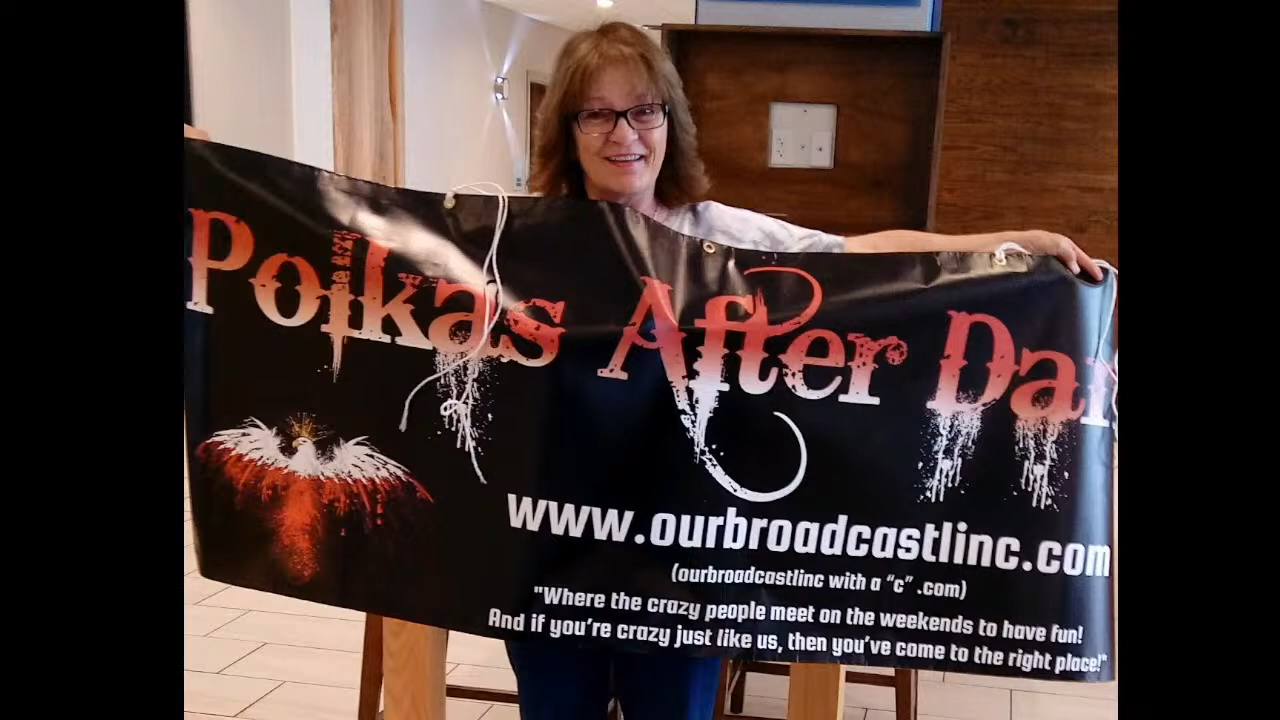 Polkas After Dar
www.ourbroadcastlinc.com
(ourbroadcastlinc with a “c” .com)
"Where the crazy people meet on the weekends to have fun!
And if you’re crazy just like us, then you’ve come to the right place!"